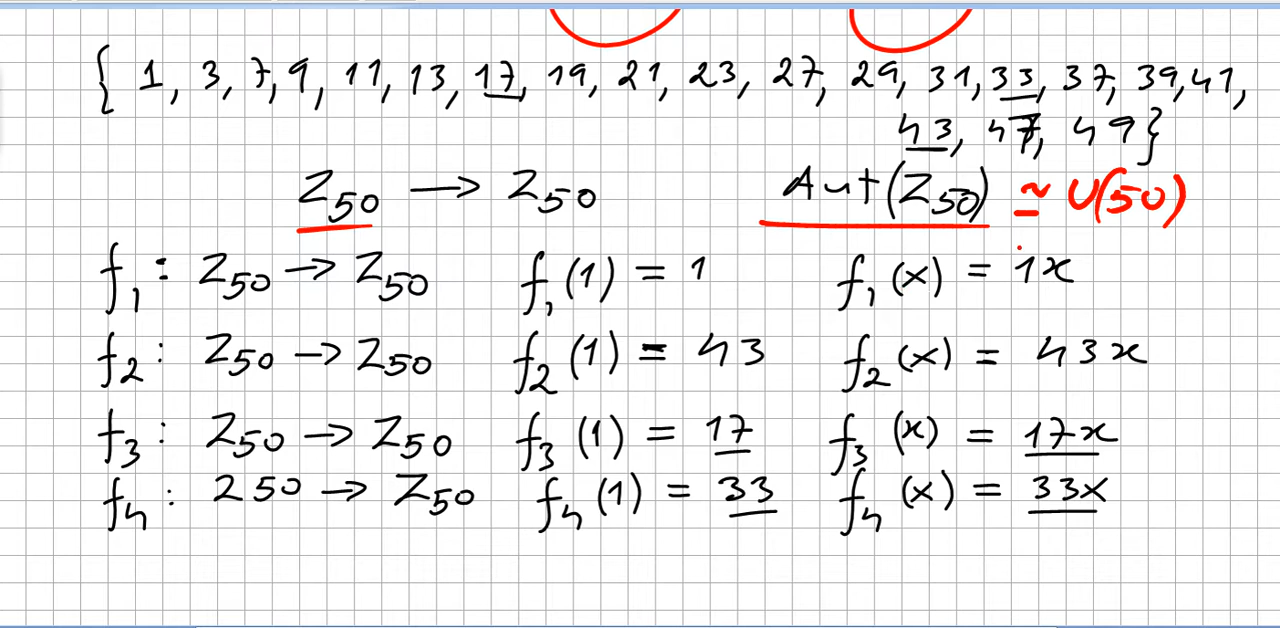 { 1, 3, 7, 9, 11, 13, 17, 19, 21, 23, 27, 29, 31, 33, 37, 39, 41,
43, 47, 49}
Z₅₀ → Z₅₀ Aut(Z₅₀) ≃ U(50)
f₁ : Z₅₀ → Z₅₀ f₁(1) = 1 f₁(x) = 1x
f₂ : Z₅₀ → Z₅₀ f₂(1) = 43 f₂(x) = 43x
f₃ : Z₅₀ → Z₅₀ f₃(1) = 17 f₃(x) = 17x
f₄ : Z50 → Z₅₀ f₄(1) = 33 f₄(x) = 33x